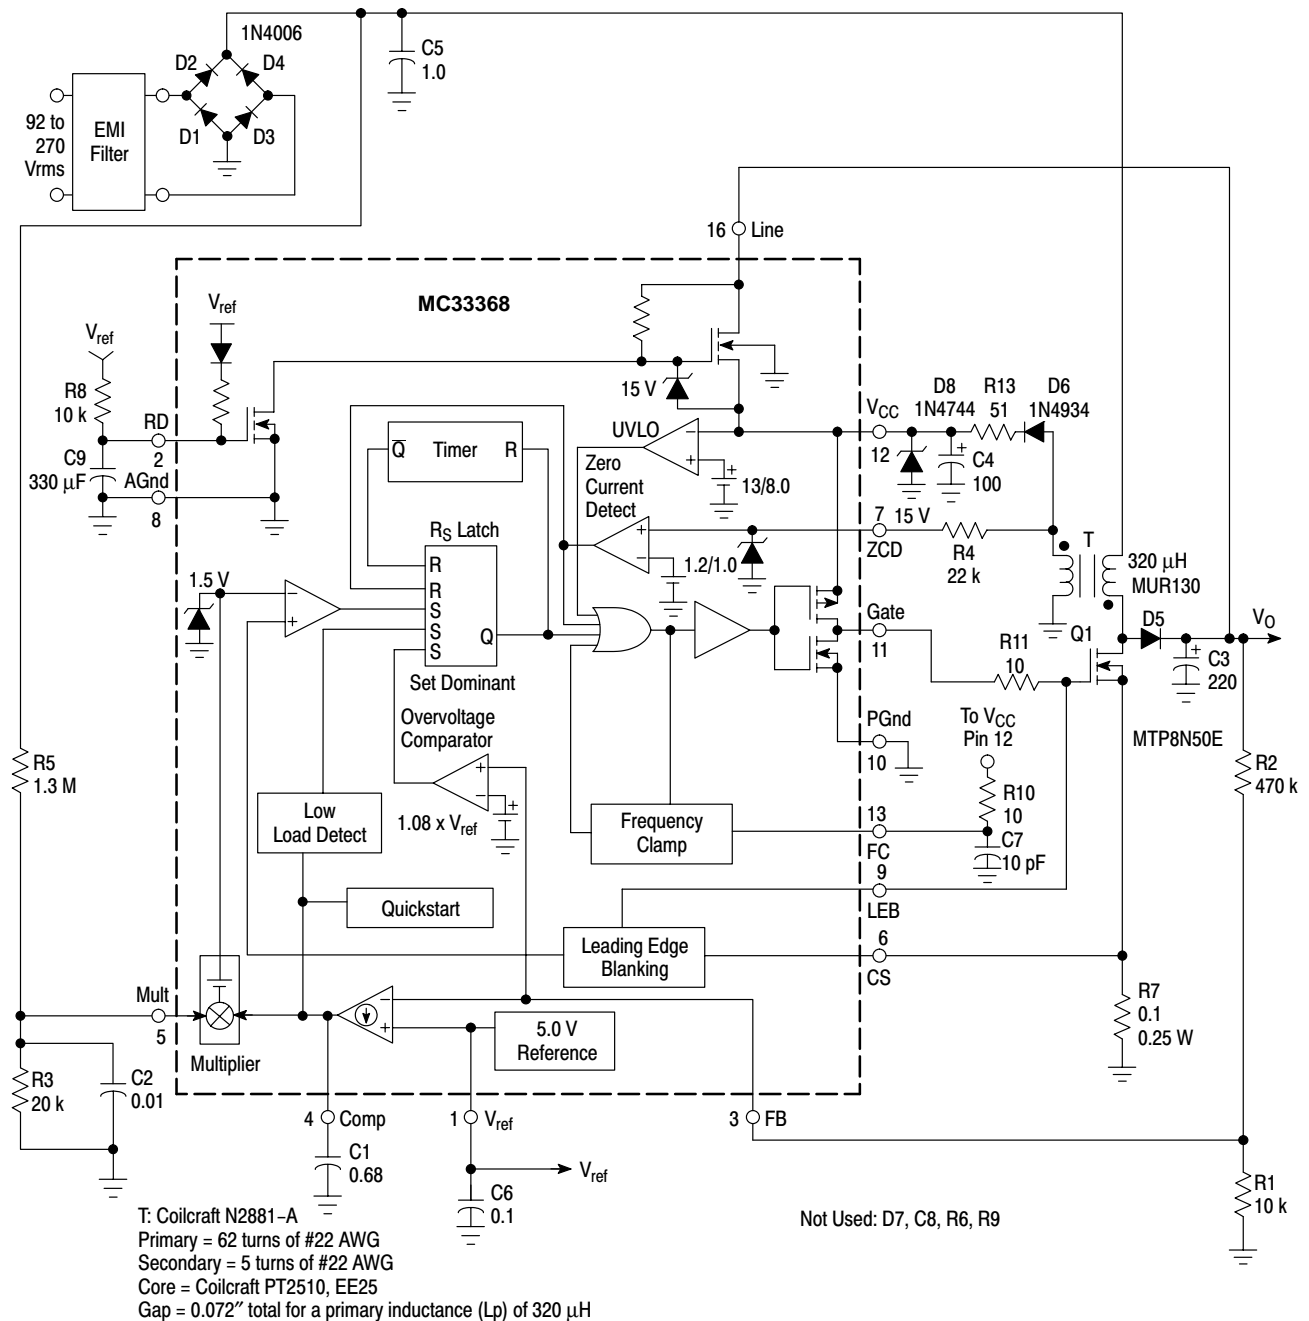 1N4006
C5
1.0
D2
D4
D1
D3
92 to
270
Vrms
EMI
Filter
16
Line
MC33368
Vref
Vref
R8
10 k
RD
2
C9
330 μF
AGnd
8
15 V
VCC
12
D8
1N4744
R13
51
D6
1N4934
C4
100
UVLO
13/8.0
Q
Timer
R
Zero
Current
Detect
7
15 V
ZCD
R4
22 k
T
320 μH
MUR130
1.2/1.0
RS Latch
R
R
S
S
S
Q
Set Dominant
1.5 V
Gate
11
R11
10
Q1
D5
VO
C3
220
MTP8N50E
PGnd
10
To VCC
Pin 12
R10
10
C7
10 pF
R2
470 k
R5
1.3 M
Overvoltage
Comparator
1.08 x Vref
Low
Load Detect
Frequency
Clamp
13
FC
9
LEB
Quickstart
Leading Edge
Blanking
6
CS
R7
0.1
0.25 W
Mult
5
Multiplier
5.0 V
Reference
R3
20 k
C2
0.01
4
Comp
1
Vref
3
FB
C1
0.68
Vref
C6
0.1
R1
10 k
T: Coilcraft N2881–A
Primary = 62 turns of #22 AWG
Secondary = 5 turns of #22 AWG
Core = Coilcraft PT2510, EE25
Gap = 0.072″ total for a primary inductance (Lp) of 320 μH
Not Used: D7, C8, R6, R9